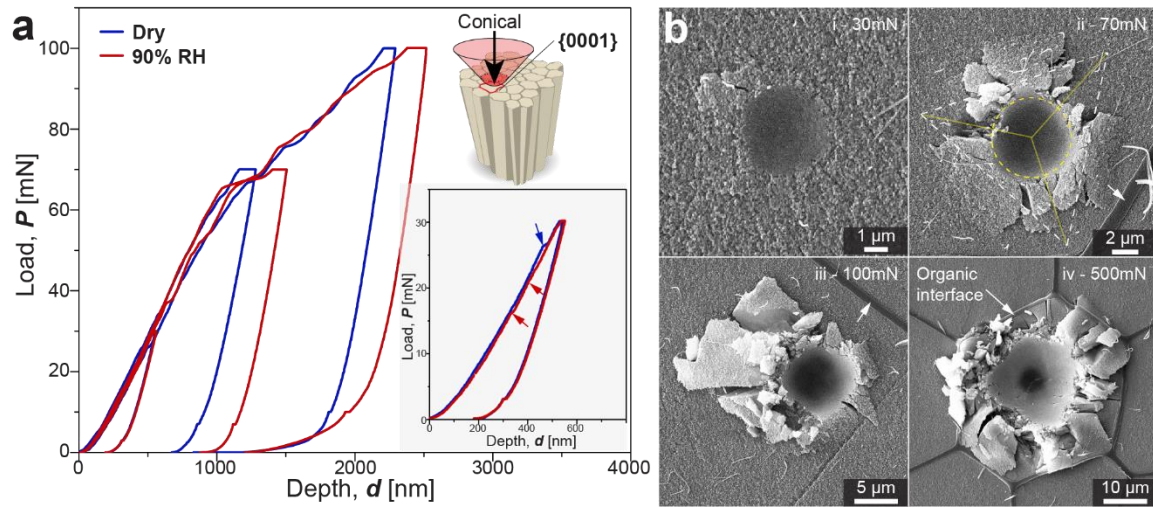 a
Dry
90% RH
Conical
{0001}
Load, P [mN]
100
80
60
40
20
0
0
1000
2000
3000
4000
Depth, d [nm]
Load, P [mN]
30
20
10
0
0
200
400
600
Depth, d [nm]
b
i - 30mN
1 μm
ii - 70mN
2 μm
iii - 100mN
5 μm
iv - 500mN
Organic
interface
10 μm